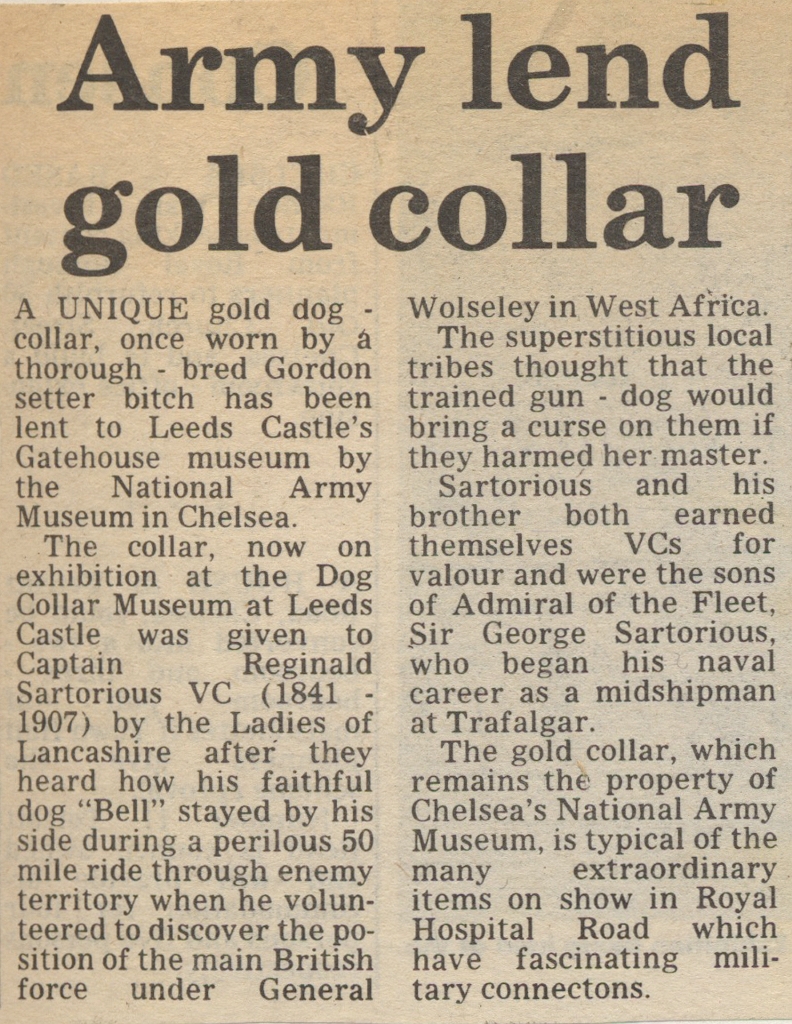 Army lend
gold collar
A UNIQUE gold dog -
collar, once worn by a
thorough - bred Gordon
setter bitch has been
lent to Leeds Castle's
Gatehouse museum by
the National Army
Museum in Chelsea.
The collar, now on
exhibition at the Dog
Collar Museum at Leeds
Castle was given to
Captain Reginald
Sartorious VC (1841 -
1907) by the Ladies of
Lancashire after they
heard how his faithful
dog "Bell" stayed by his
side during a perilous 50
mile ride through enemy
territory when he volun-
teered to discover the po-
sition of the main British
force under General
Wolseley in West Africa.
The superstitious local
tribes thought that the
trained gun - dog would
bring a curse on them if
they harmed her master.
Sartorious and his
brother both earned
themselves VCs for
valour and were the sons
of Admiral of the Fleet,
Sir George Sartorious,
who began his naval
career as a midshipman
at Trafalgar.
The gold collar, which
remains the property of
Chelsea's National Army
Museum, is typical of the
many extraordinary
items on show in Royal
Hospital Road which
have fascinating mili-
tary connectons.